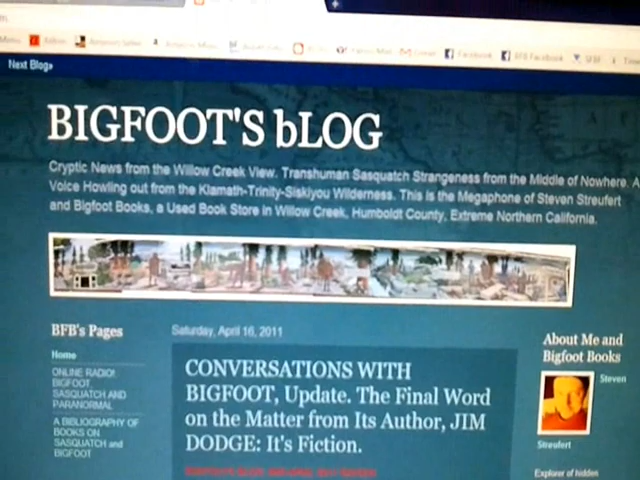 Next Blog»
Facebook
BFB Facebook
BIGFOOT'S bLOG
Cryptic News from the Willow Creek View. Transhuman Sasquatch Strangeness from the Middle of Nowhere. A
Voice Howling out from the Klamath-Trinity-Siskiyou Wilderness. This is the Megaphone of Steven Streufert
and Bigfoot Books, a Used Book Store in Willow Creek, Humboldt County, Extreme Northern California.
BFB's Pages
Home
ONLINE RADIO!
BIGFOOT,
SASQUATCH AND
PARANORMAL
A BIBLIOGRAPHY OF
BOOKS ON
SASQUATCH and
BIGFOOT
Saturday, April 16, 2011
CONVERSATIONS WITH
BIGFOOT, Update. The Final Word
on the Matter from Its Author, JIM
DODGE: It's Fiction.
About Me and
Bigfoot Books
Steven
Streufert
Explorer of hidden